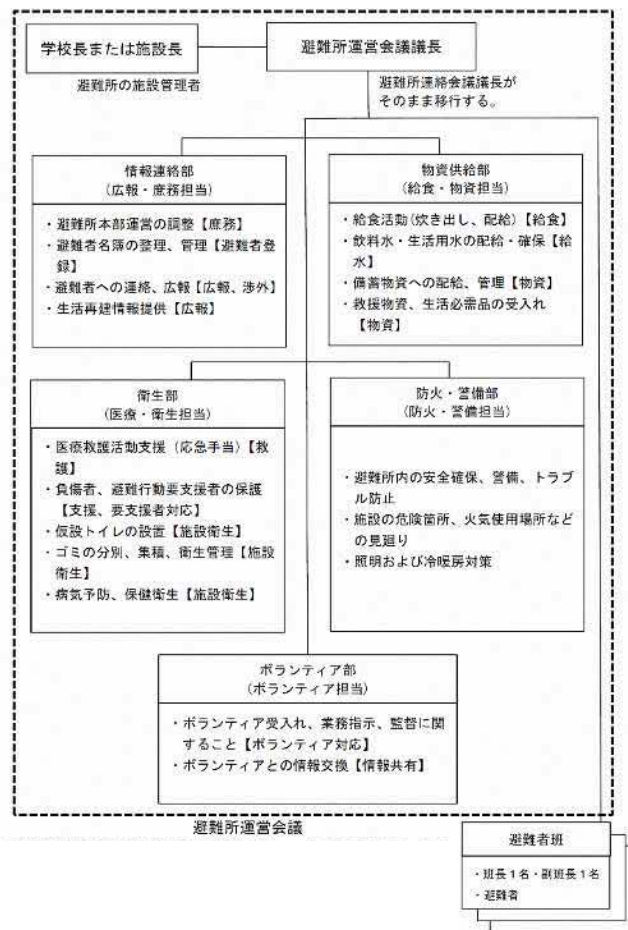 学校長または施設長
避難所運営会議議長
避難所の施設管理者
避難所連絡会議議長が
そのまま移行する。
情報連絡部
(広報・庶務担当)
・避難所本部運営の調整【庶務】
・避難者名簿の整理、管理【避難者登
録】
・避難者への連絡、広報【広報、渉外】
・生活再建情報提供【広報】
物資供給部
(給食・物資担当)
・給食活動(炊き出し、配給)【給食】
・飲料水・生活用水の配給・確保【給
水】
・備蓄物資への配給、管理【物資】
・救援物資、生活必需品の受入れ
【物資】
衛生部
(医療・衛生担当)
・医療救護活動支援(応急手当)【救
護】
・負傷者、避難行動要支援者の保護
【支援、要支援者対応】
・仮設トイレの設置【施設衛生】
・ゴミの分別、集積、衛生管理【施設
衛生】
・病気予防、保健衛生【施設衛生】
防火・警備部
(防火・警備担当)
・避難所内の安全確保、警備、トラブ
ル防止
・施設の危険箇所、火気使用場所など
の見廻り
・照明および冷暖房対策
ボランティア部
(ボランティア担当)
・ボランティア受入れ、業務指示、監督に関
すること【ボランティア対応】
・ボランティアとの情報交換【情報共有】
避難所運営会議
避難者班
・班長1名・副班長1名
・避難者